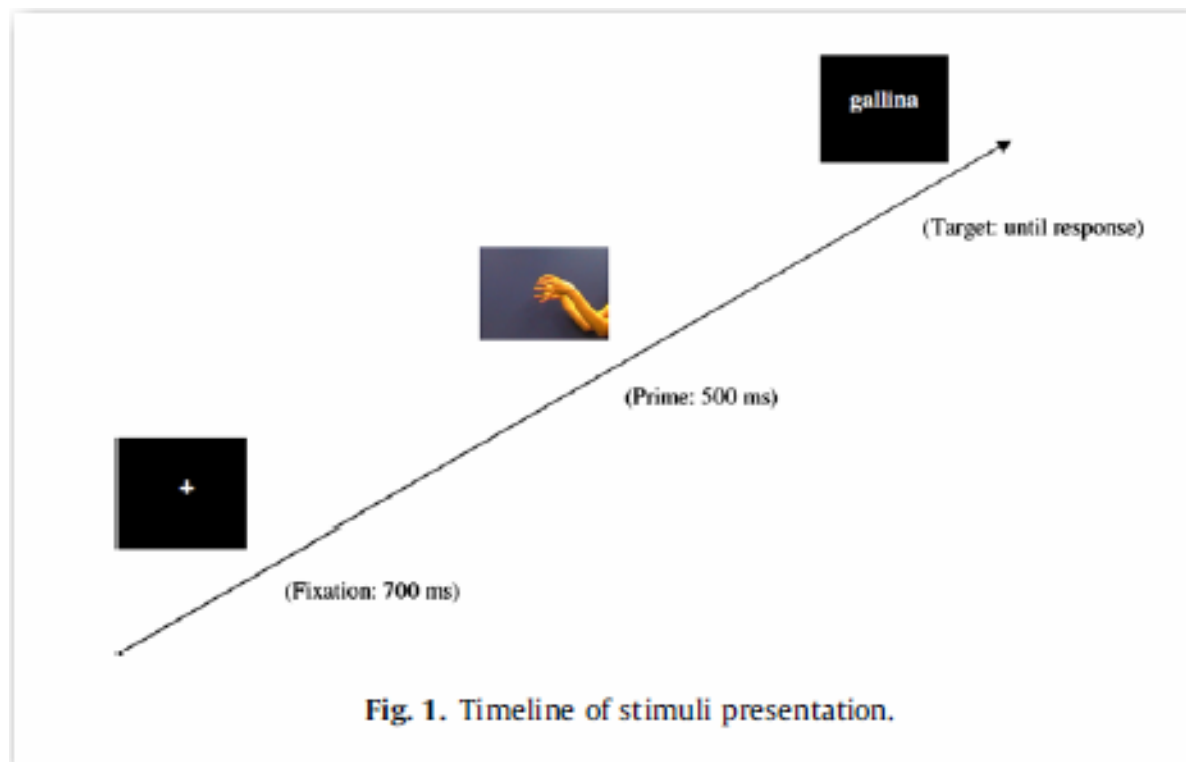 gallina
(Target: until response)
(Prime: 500 ms)
+
(Fixation: 700 ms)
Fig. 1. Timeline of stimuli presentation.